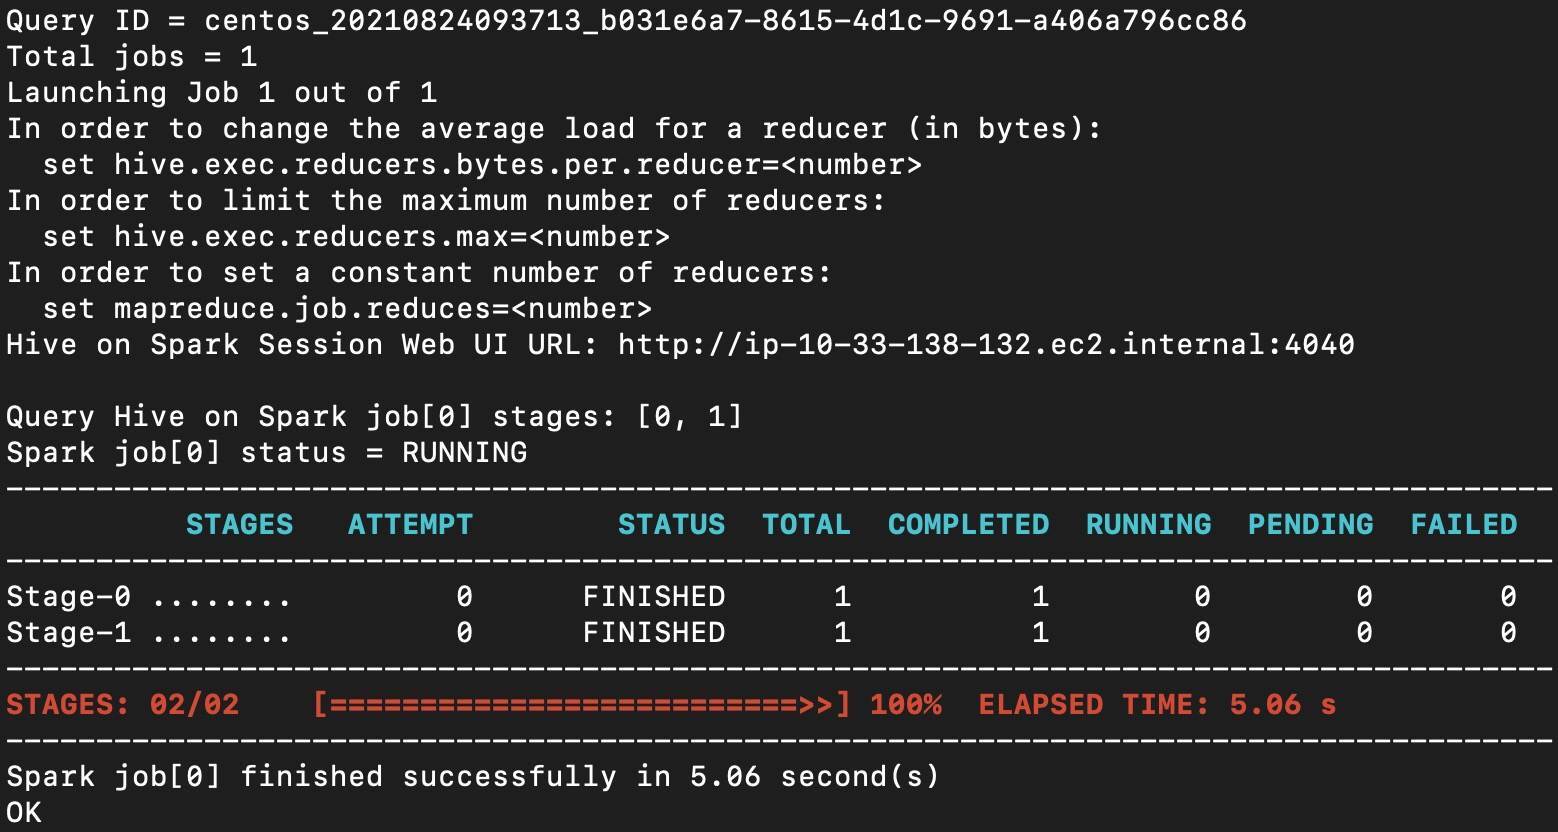 Query ID = centos_20210824093713_b031e6a7-8615-4d1c-9691-a406a796cc86
Total jobs = 1
Launching Job 1 out of 1
In order to change the average load for a reducer (in bytes):
  set hive.exec.reducers.bytes.per.reducer=<number>
In order to limit the maximum number of reducers:
  set hive.exec.reducers.max=<number>
In order to set a constant number of reducers:
  set mapreduce.job.reduces=<number>
Hive on Spark Session Web UI URL: http://ip-10-33-138-132.ec2.internal:4040

Query Hive on Spark job[0] stages: [0, 1]
Spark job[0] status = RUNNING
--------------------------------------------------------------------------------------
          STAGES   ATTEMPT        STATUS  TOTAL  COMPLETED  RUNNING  PENDING  FAILED
--------------------------------------------------------------------------------------
Stage-0 ........         0      FINISHED      1          1        0        0       0
Stage-1 ........         0      FINISHED      1          1        0        0       0
--------------------------------------------------------------------------------------
STAGES: 02/02    [==========================>>] 100%  ELAPSED TIME: 5.06 s
--------------------------------------------------------------------------------------
Spark job[0] finished successfully in 5.06 second(s)
OK